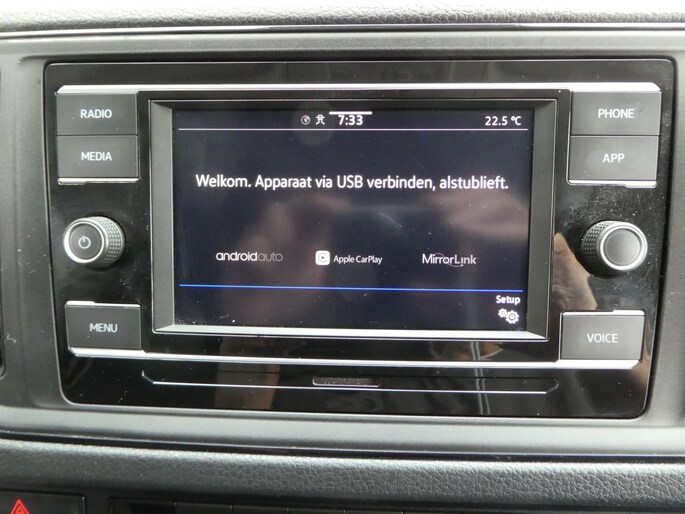 RADIO
MEDIA
MENU
7:33
22.5 °C
Welkom. Apparaat via USB verbinden, alstublieft.
androidauto
Apple CarPlay
MirrorLink
Setup
PHONE
APP
VOICE